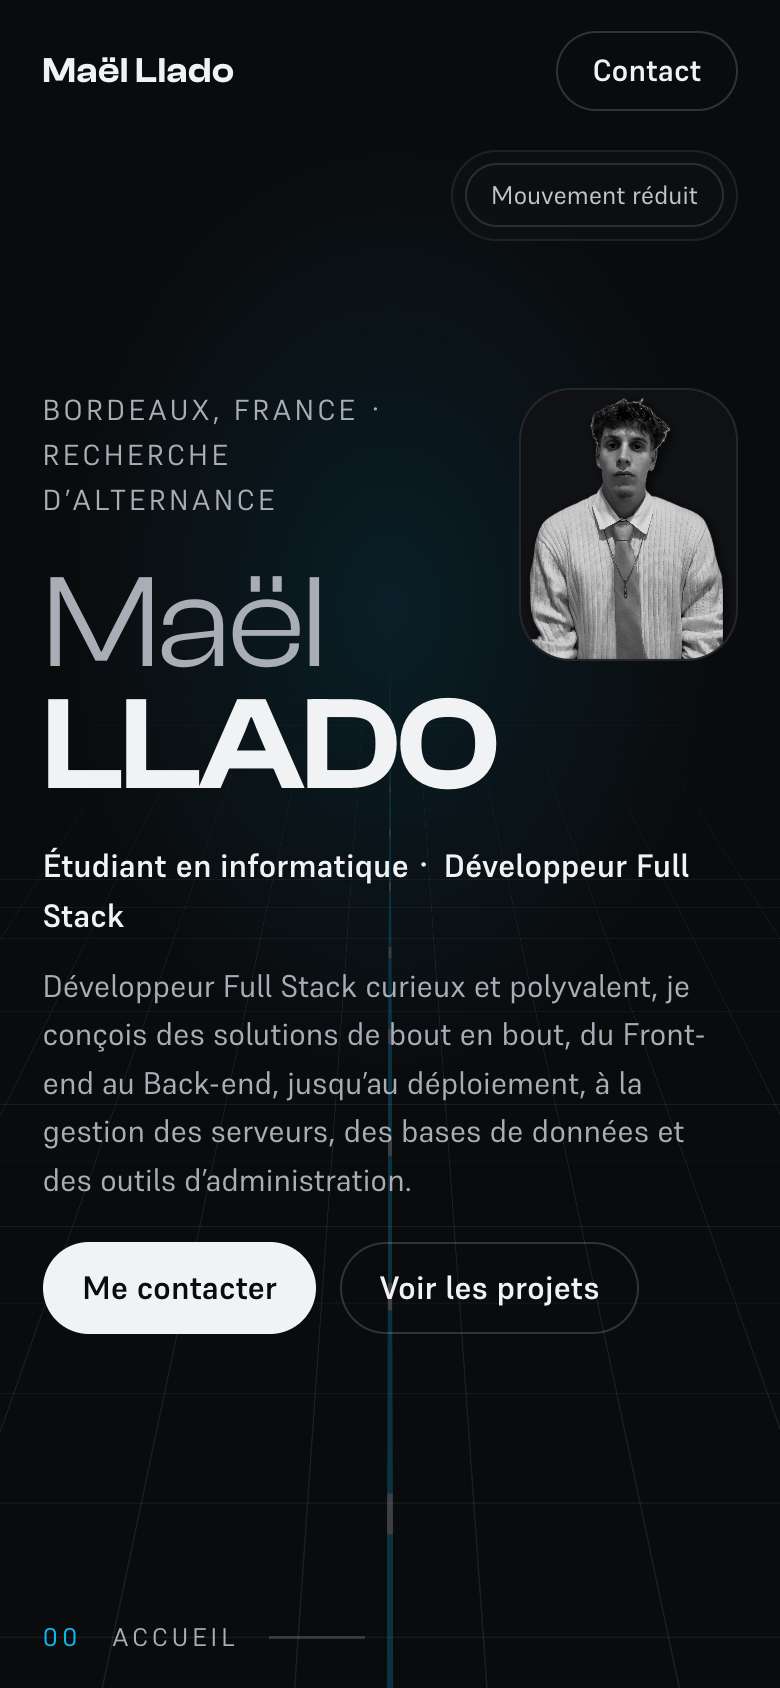 Maël Llado
Contact
Mouvement réduit
BORDEAUX, FRANCE ·
RECHERCHE
D’ALTERNANCE
Maël
LLADO
Étudiant en informatique · Développeur Full
Stack
Développeur Full Stack curieux et polyvalent, je
conçois des solutions de bout en bout, du Front-
end au Back-end, jusqu’au déploiement, à la
gestion des serveurs, des bases de données et
des outils d’administration.
Me contacter
Voir les projets
00 ACCUEIL